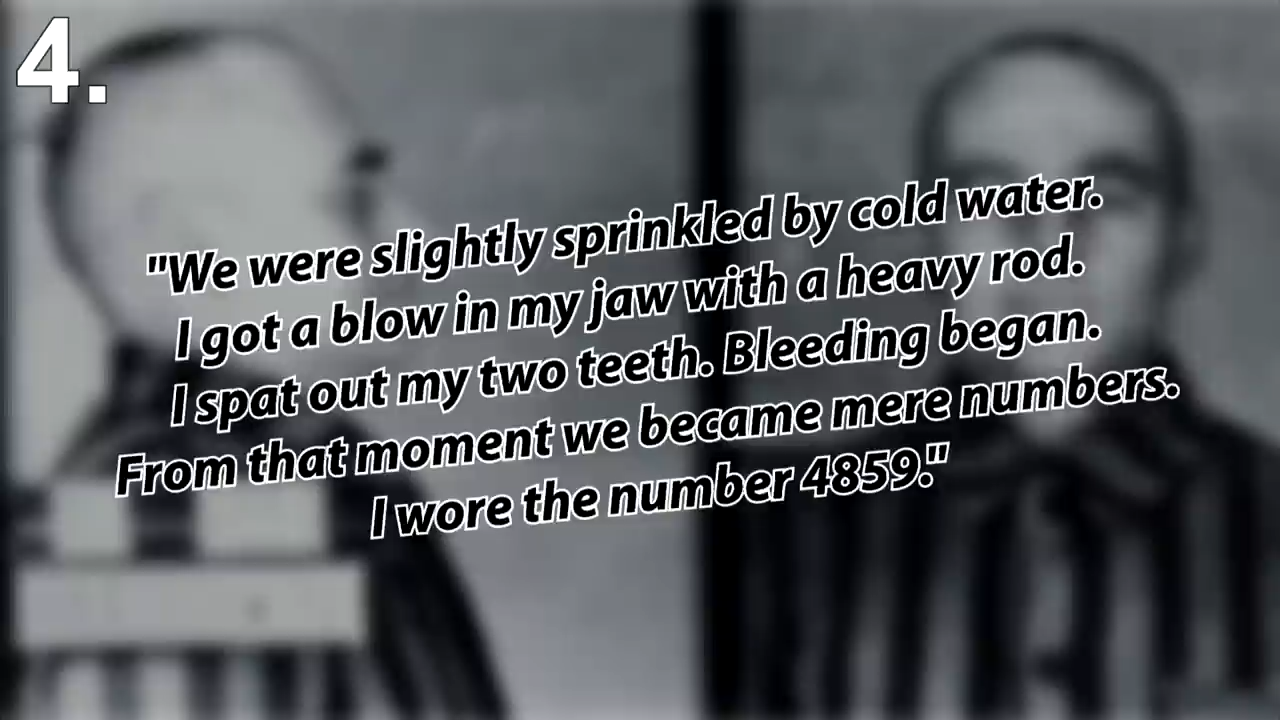 4.
"We were slightly sprinkled by cold water.
I got a blow in my jaw with a heavy rod.
I spat out my two teeth. Bleeding began.
From that moment we became mere numbers.
I wore the number 4859."